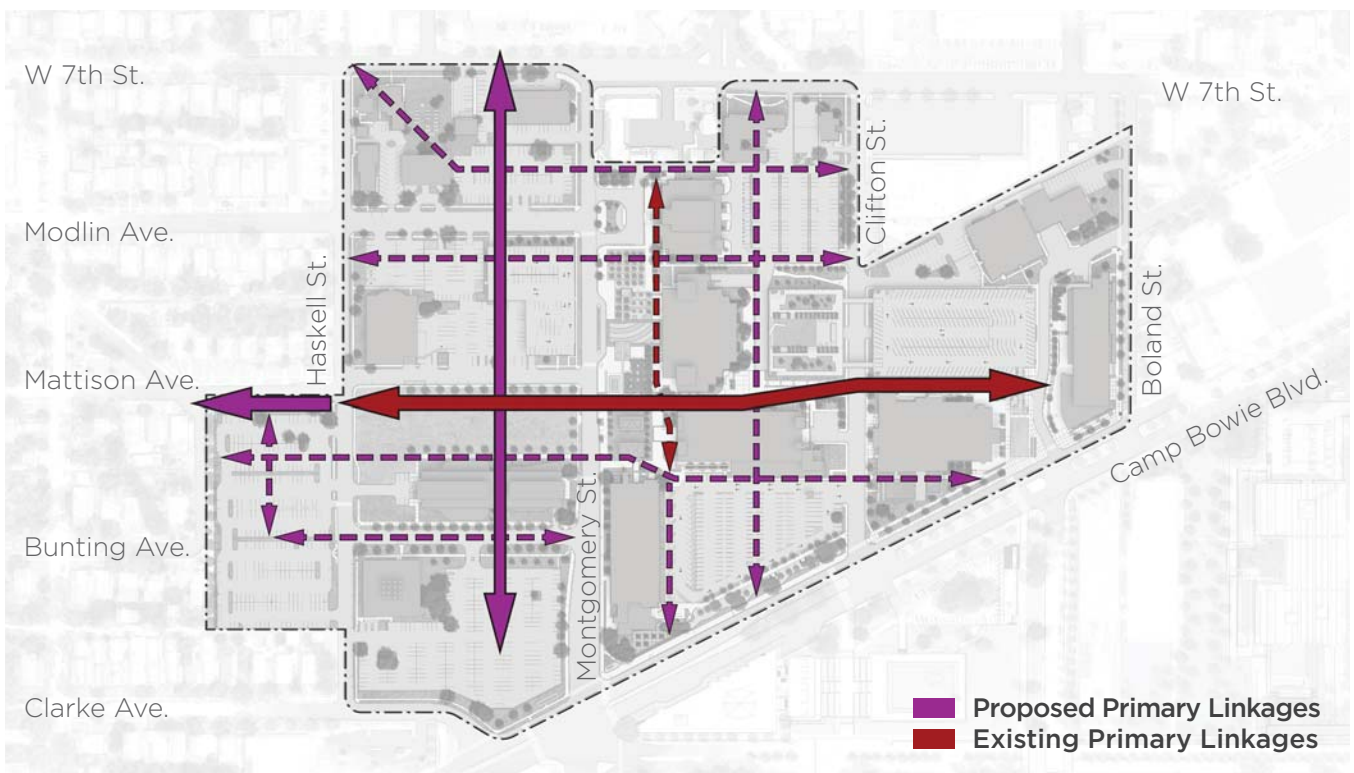 W 7th St.
W 7th St.
Clifton St.
Modlin Ave.
Haskell St.
Boland St.
Mattison Ave.
Camp Bowie Blvd.
Montgomery St.
Bunting Ave.
Clarke Ave.
Proposed Primary Linkages
Existing Primary Linkages